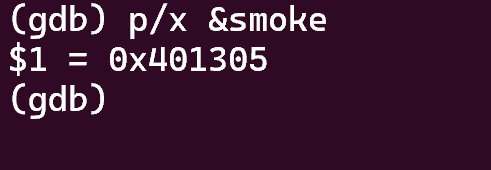 (gdb) p/x &smoke
$1 = 0x401305
(gdb)